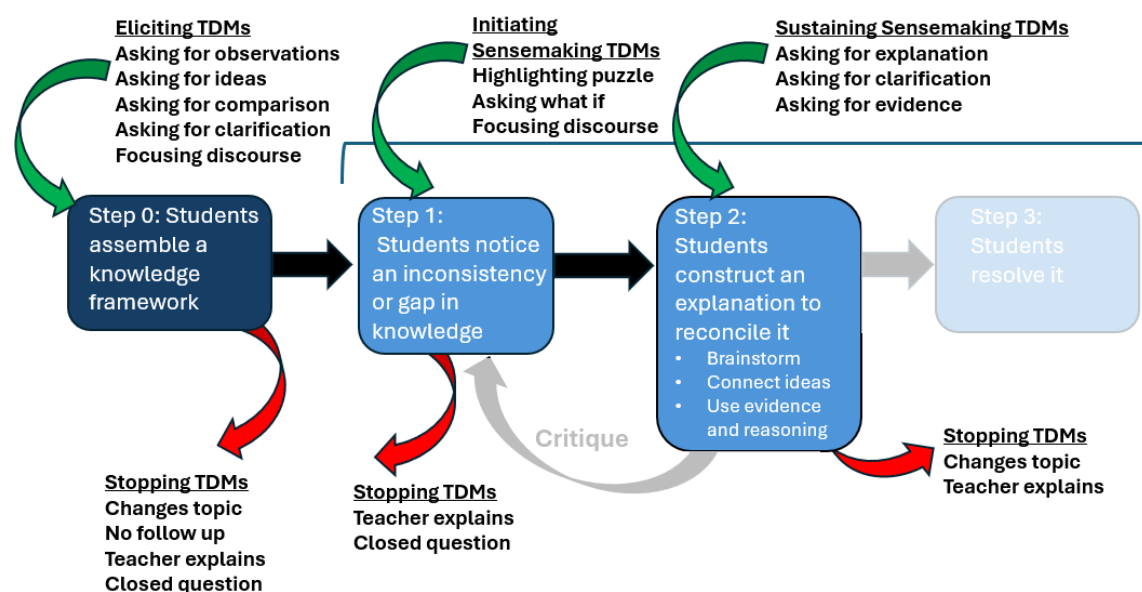 Eliciting TDMs
Asking for observations
Asking for ideas
Asking for comparison
Asking for clarification
Focusing discourse
Initiating
Sensemaking TDMs
Highlighting puzzle
Asking what if
Focusing discourse
Sustaining Sensemaking TDMs
Asking for explanation
Asking for clarification
Asking for evidence
Step 0: Students
assemble a
knowledge
framework
Step 1:
Students notice
an inconsistency
or gap in
knowledge
Step 2:
Students
construct an
explanation to
reconcile it
• Brainstorm
• Connect ideas
• Use evidence
and reasoning
Step 3:
Students
resolve it
Critique
Stopping TDMs
Changes topic
No follow up
Teacher explains
Closed question
Stopping TDMs
Teacher explains
Closed question
Stopping TDMs
Changes topic
Teacher explains